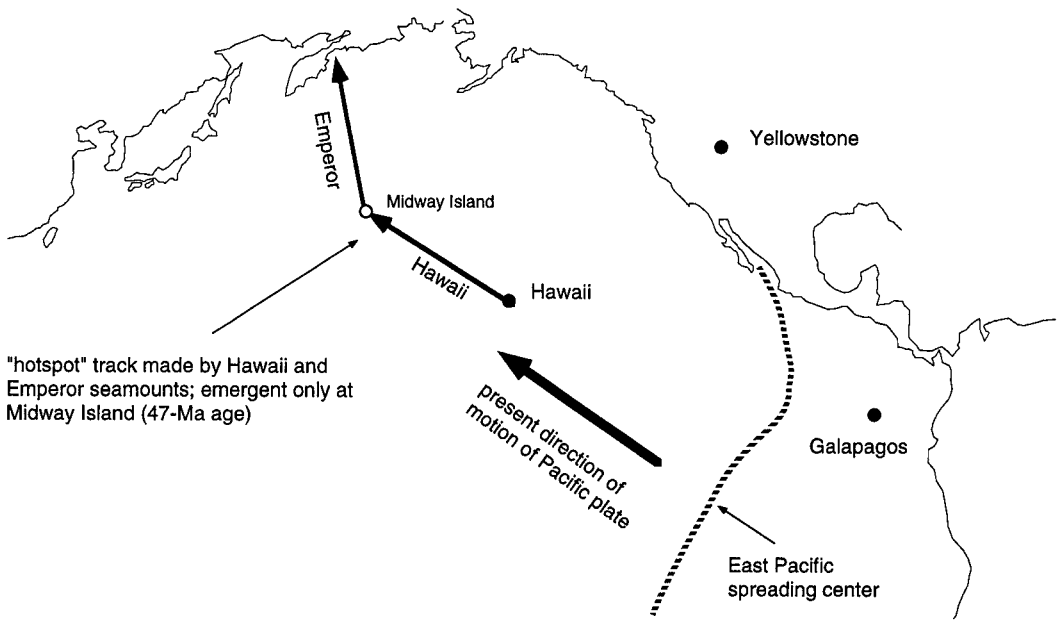 Yellowstone
Emperor
Midway Island
Hawaii
Hawaii
"hotspot" track made by Hawaii and
Emperor seamounts; emergent only at
Midway Island (47-Ma age)
present direction of
motion of Pacific plate
Galapagos
East Pacific
spreading center